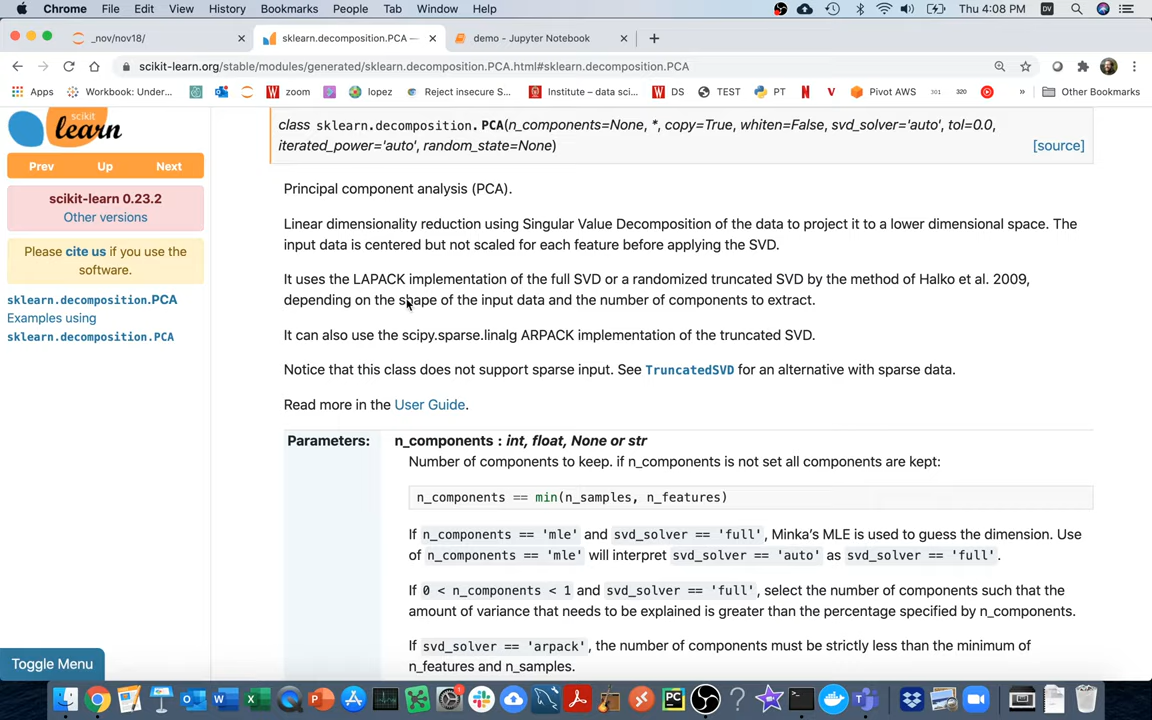 Chrome File Edit View History Bookmarks People Tab Window Help Thu 4:08 PM
_nov/nov18/ sklearn.decomposition.PCA — demo - Jupyter Notebook
scikit-learn.org/stable/modules/generated/sklearn.decomposition.PCA.html#sklearn.decomposition.PCA
Apps Workbook: Under... zoom lopez Reject insecure S... Institute – data sci... DS TEST PT Pivot AWS 320 » Other Bookmarks
scikit
learn
Prev Up Next
scikit-learn 0.23.2
Other versions
Please cite us if you use the
software.
sklearn.decomposition.PCA
Examples using
sklearn.decomposition.PCA
Toggle Menu
class sklearn.decomposition.PCA(n_components=None, *, copy=True, whiten=False, svd_solver='auto', tol=0.0,
iterated_power='auto', random_state=None) [source]
Principal component analysis (PCA).
Linear dimensionality reduction using Singular Value Decomposition of the data to project it to a lower dimensional space. The
input data is centered but not scaled for each feature before applying the SVD.
It uses the LAPACK implementation of the full SVD or a randomized truncated SVD by the method of Halko et al. 2009,
depending on the shape of the input data and the number of components to extract.
It can also use the scipy.sparse.linalg ARPACK implementation of the truncated SVD.
Notice that this class does not support sparse input. See TruncatedSVD for an alternative with sparse data.
Read more in the User Guide.
Parameters: n_components : int, float, None or str
Number of components to keep. if n_components is not set all components are kept:
n_components == min(n_samples, n_features)
If n_components == 'mle' and svd_solver == 'full', Minka's MLE is used to guess the dimension. Use
of n_components == 'mle' will interpret svd_solver == 'auto' as svd_solver == 'full'.
If 0 < n_components < 1 and svd_solver == 'full', select the number of components such that the
amount of variance that needs to be explained is greater than the percentage specified by n_components.
If svd_solver == 'arpack', the number of components must be strictly less than the minimum of
n_features and n_samples.